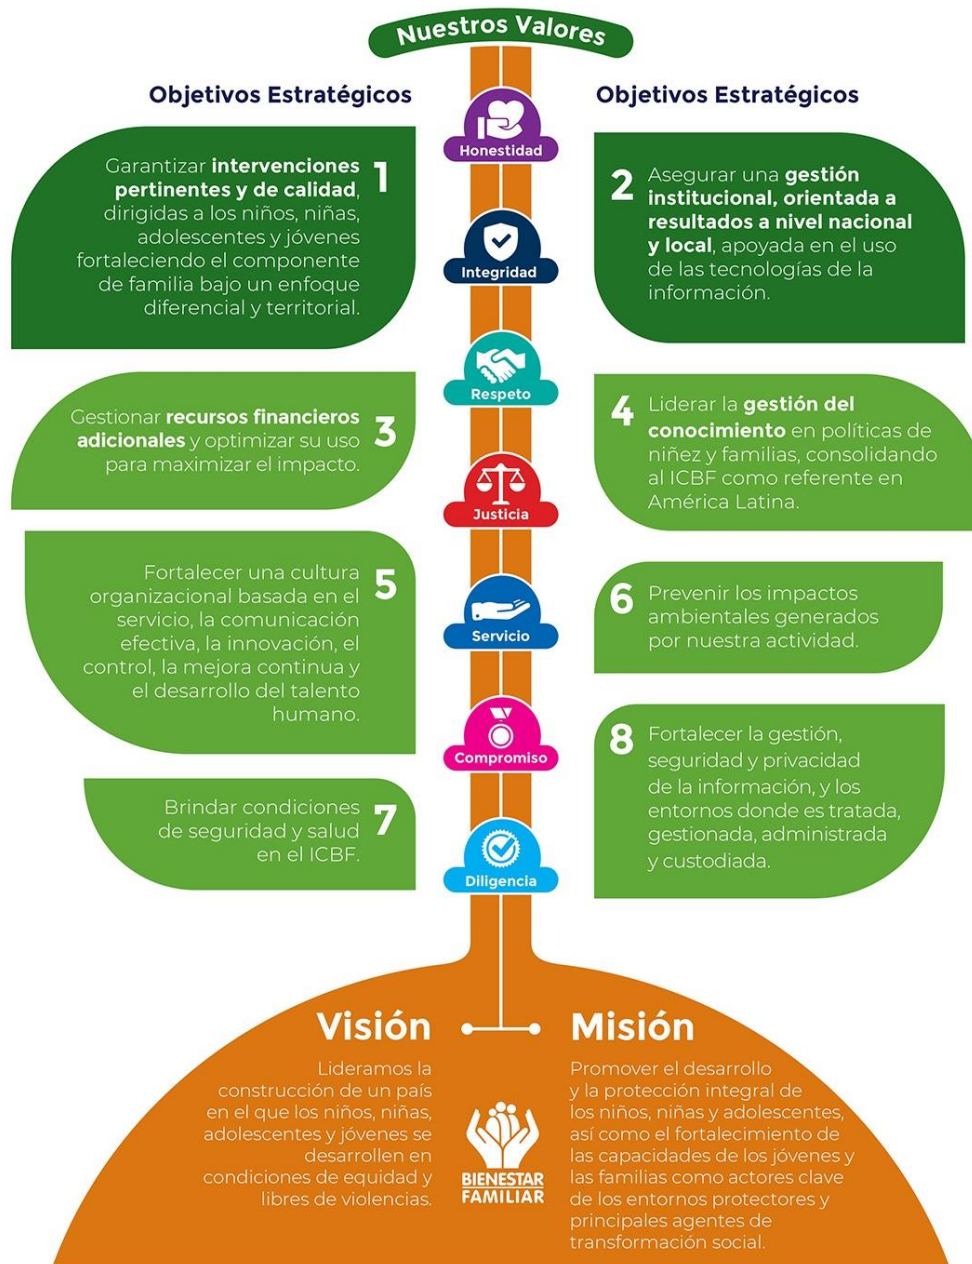 Nuestros Valores
Objetivos Estratégicos
Objetivos Estratégicos
Honestidad
Integridad
Respeto
Justicia
Servicio
Compromiso
Diligencia
1
Garantizar intervenciones
pertinentes y de calidad,
dirigidas a los niños, niñas,
adolescentes y jóvenes
fortaleciendo el componente
de familia bajo un enfoque
diferencial y territorial.
2
Asegurar una gestión
institucional, orientada a
resultados a nivel nacional
y local, apoyada en el uso
de las tecnologías de la
información.
3
Gestionar recursos financieros
adicionales y optimizar su uso
para maximizar el impacto.
4
Liderar la gestión del
conocimiento en políticas de
niñez y familias, consolidando
al ICBF como referente en
América Latina.
5
Fortalecer una cultura
organizacional basada en el
servicio, la comunicación
efectiva, la innovación, el
control, la mejora continua y
el desarrollo del talento
humano.
6
Prevenir los impactos
ambientales generados
por nuestra actividad.
7
Brindar condiciones
de seguridad y salud
en el ICBF.
8
Fortalecer la gestión,
seguridad y privacidad
de la información, y los
entornos donde es tratada,
gestionada, administrada
y custodiada.
Visión
Lideramos la
construcción de un país
en el que los niños, niñas,
adolescentes y jóvenes se
desarrollen en
condiciones de equidad y
libres de violencias.
BIENESTAR
FAMILIAR
Misión
Promover el desarrollo
y la protección integral de
los niños, niñas y adolescentes,
así como el fortalecimiento de
las capacidades de los jóvenes y
las familias como actores clave
de los entornos protectores y
principales agentes de
transformación social.